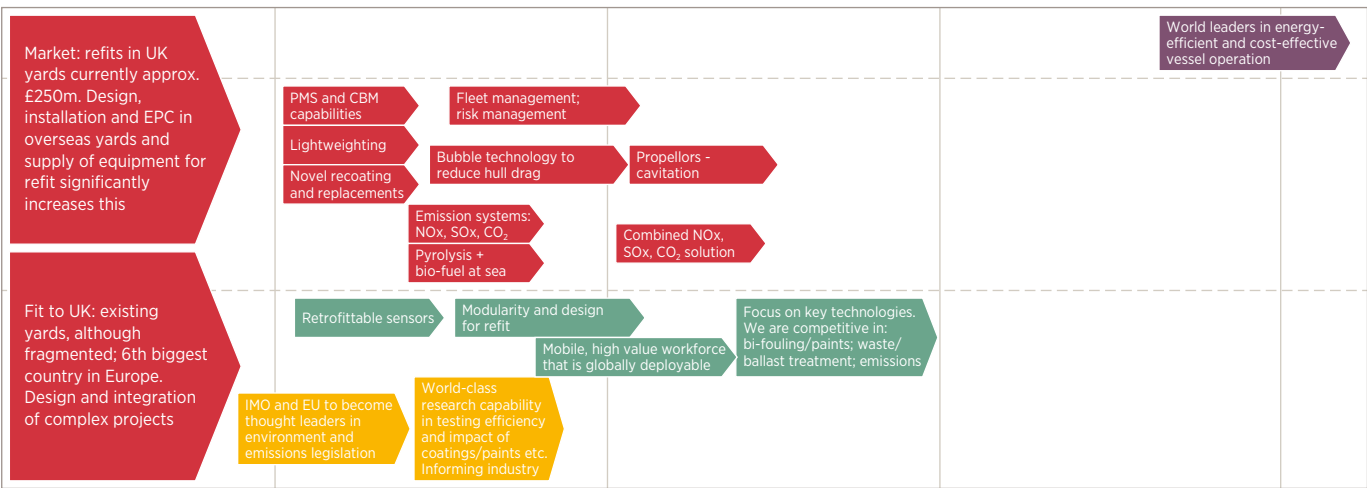 Market: refits in UK
yards currently approx.
£250m. Design,
installation and EPC in
overseas yards and
supply of equipment for
refit significantly
increases this
World leaders in energy-
efficient and cost-effective
vessel operation
PMS and CBM
capabilities
Fleet management;
risk management
Lightweighting
Bubble technology to
reduce hull drag
Propellors -
cavitation
Novel recoating
and replacements
Emission systems:
NOx, SOx, CO₂
Combined NOx,
SOx, CO₂ solution
Pyrolysis +
bio-fuel at sea
Fit to UK: existing
yards, although
fragmented; 6th biggest
country in Europe.
Design and integration
of complex projects
Retrofittable sensors
Modularity and design
for refit
Mobile, high value workforce
that is globally deployable
Focus on key technologies.
We are competitive in:
bi-fouling/paints; waste/
ballast treatment; emissions
IMO and EU to become
thought leaders in
environment and
emissions legislation
World-class
research capability
in testing efficiency
and impact of
coatings/paints etc.
Informing industry